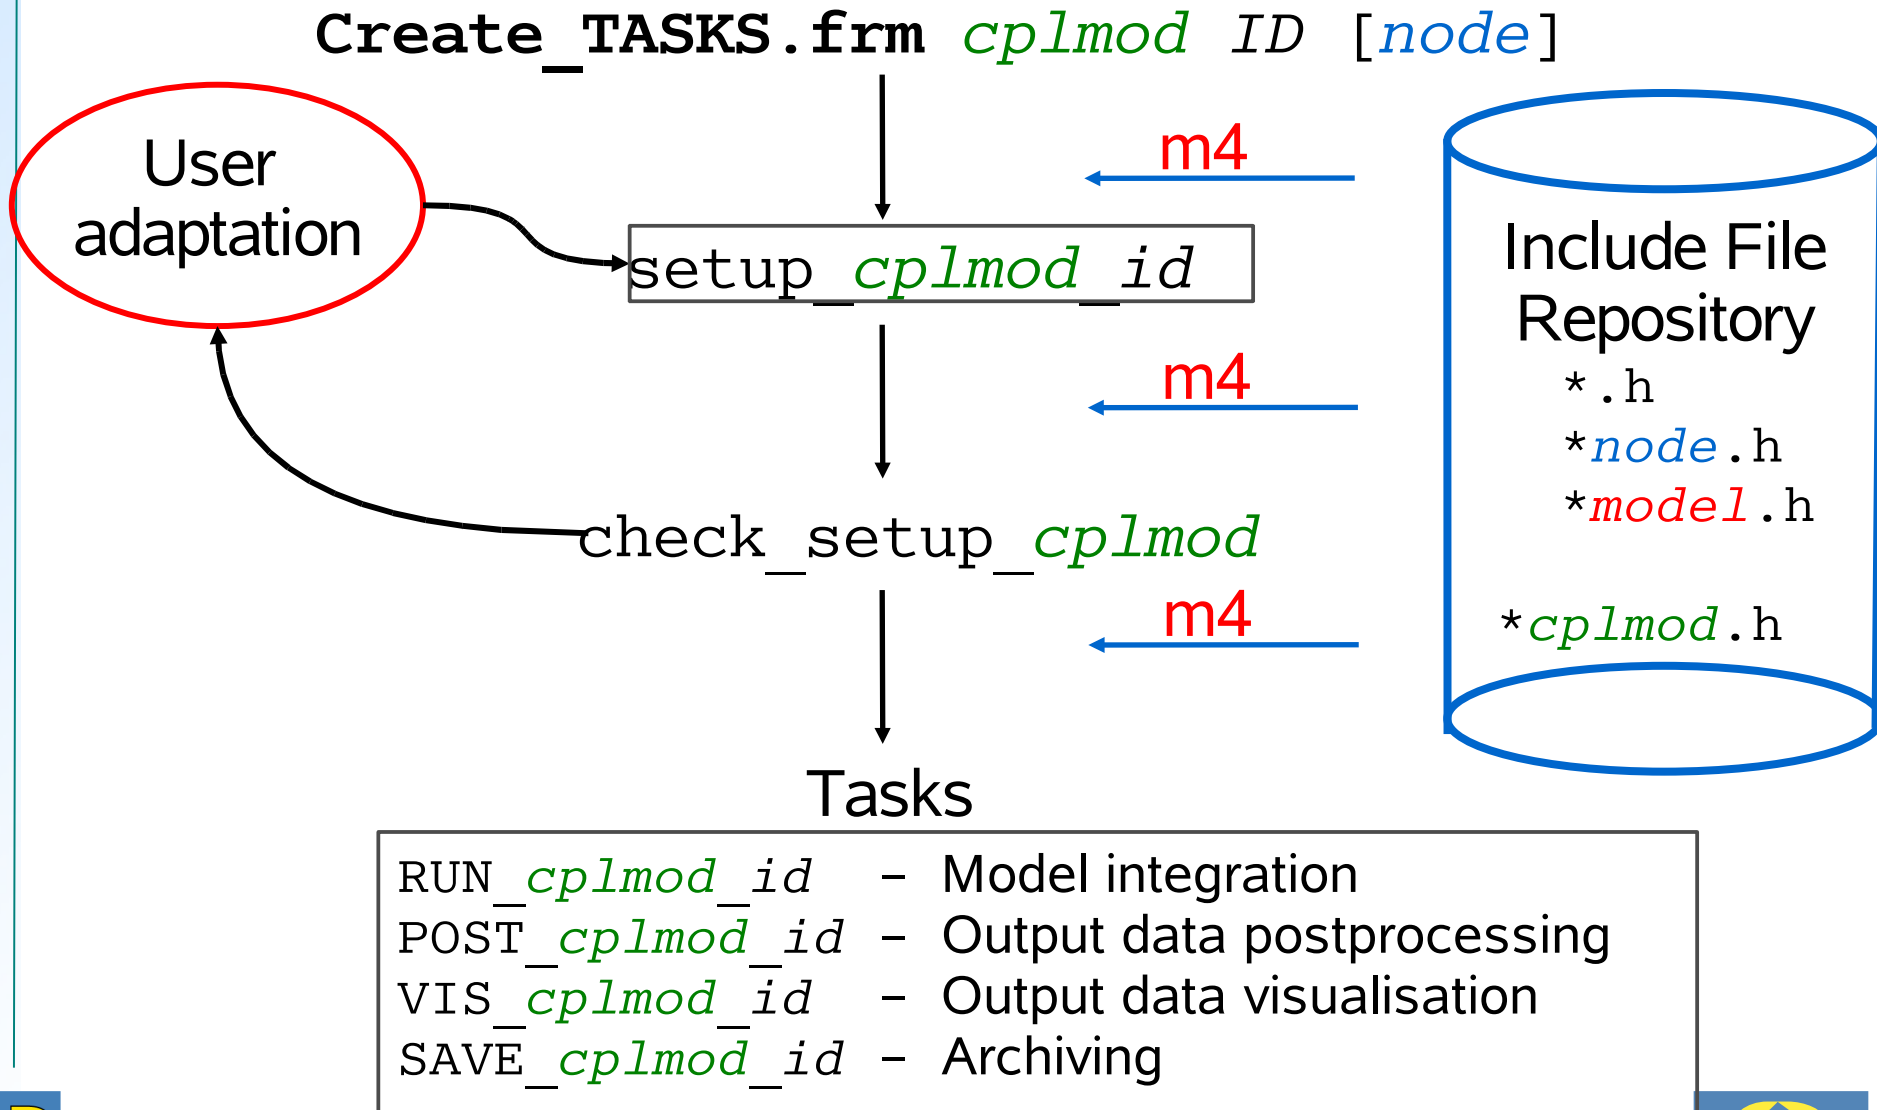 Create_TASKS.frm cplmod ID [node]
User
adaptation
m4
setup_cplmod_id
m4
check_setup_cplmod
m4
Include File
Repository
*.h
*node.h
*model.h
*cplmod.h
Tasks
RUN_cplmod_id – Model integration
POST_cplmod_id – Output data postprocessing
VIS_cplmod_id – Output data visualisation
SAVE_cplmod_id – Archiving